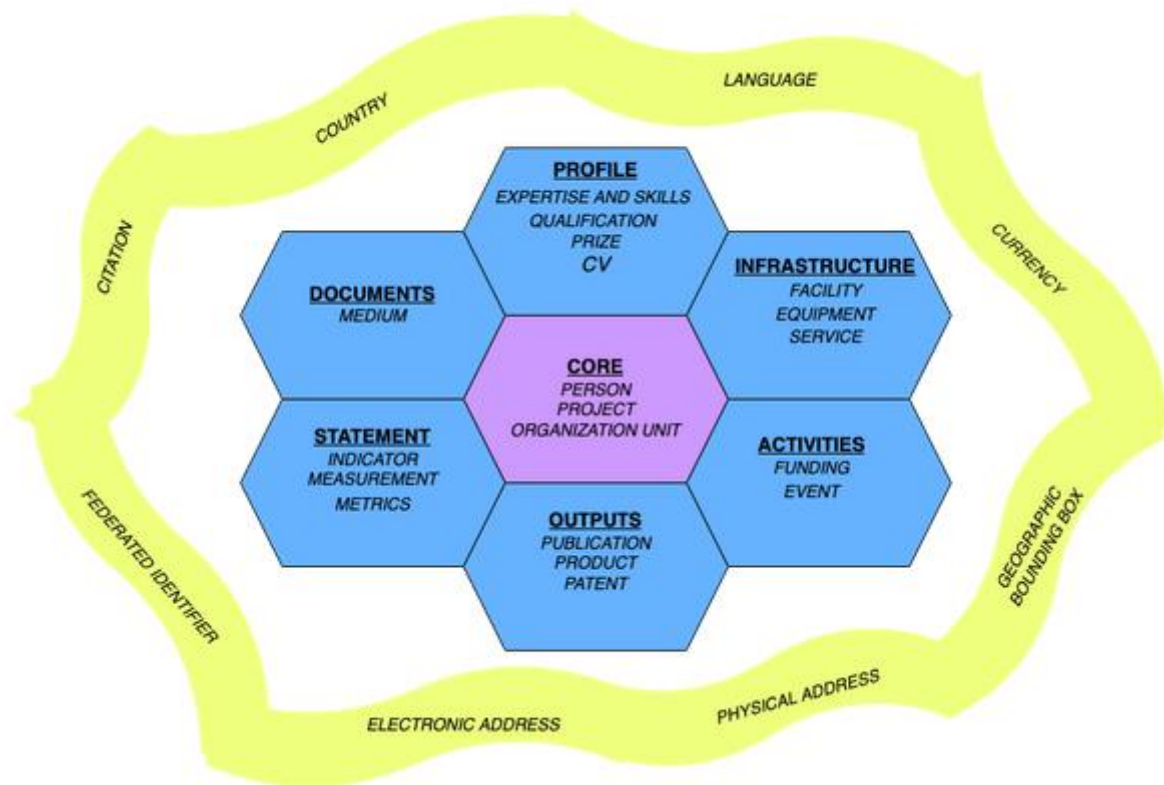 LANGUAGE
COUNTRY
CITATION
CURRENCY
PROFILE
EXPERTISE AND SKILLS
QUALIFICATION
PRIZE
CV
DOCUMENTS
MEDIUM
INFRASTRUCTURE
FACILITY
EQUIPMENT
SERVICE
CORE
PERSON
PROJECT
ORGANIZATION UNIT
STATEMENT
INDICATOR
MEASUREMENT
METRICS
ACTIVITIES
FUNDING
EVENT
OUTPUTS
PUBLICATION
PRODUCT
PATENT
FEDERATED IDENTIFIER
GEOGRAPHIC
BOUNDING BOX
ELECTRONIC ADDRESS
PHYSICAL ADDRESS